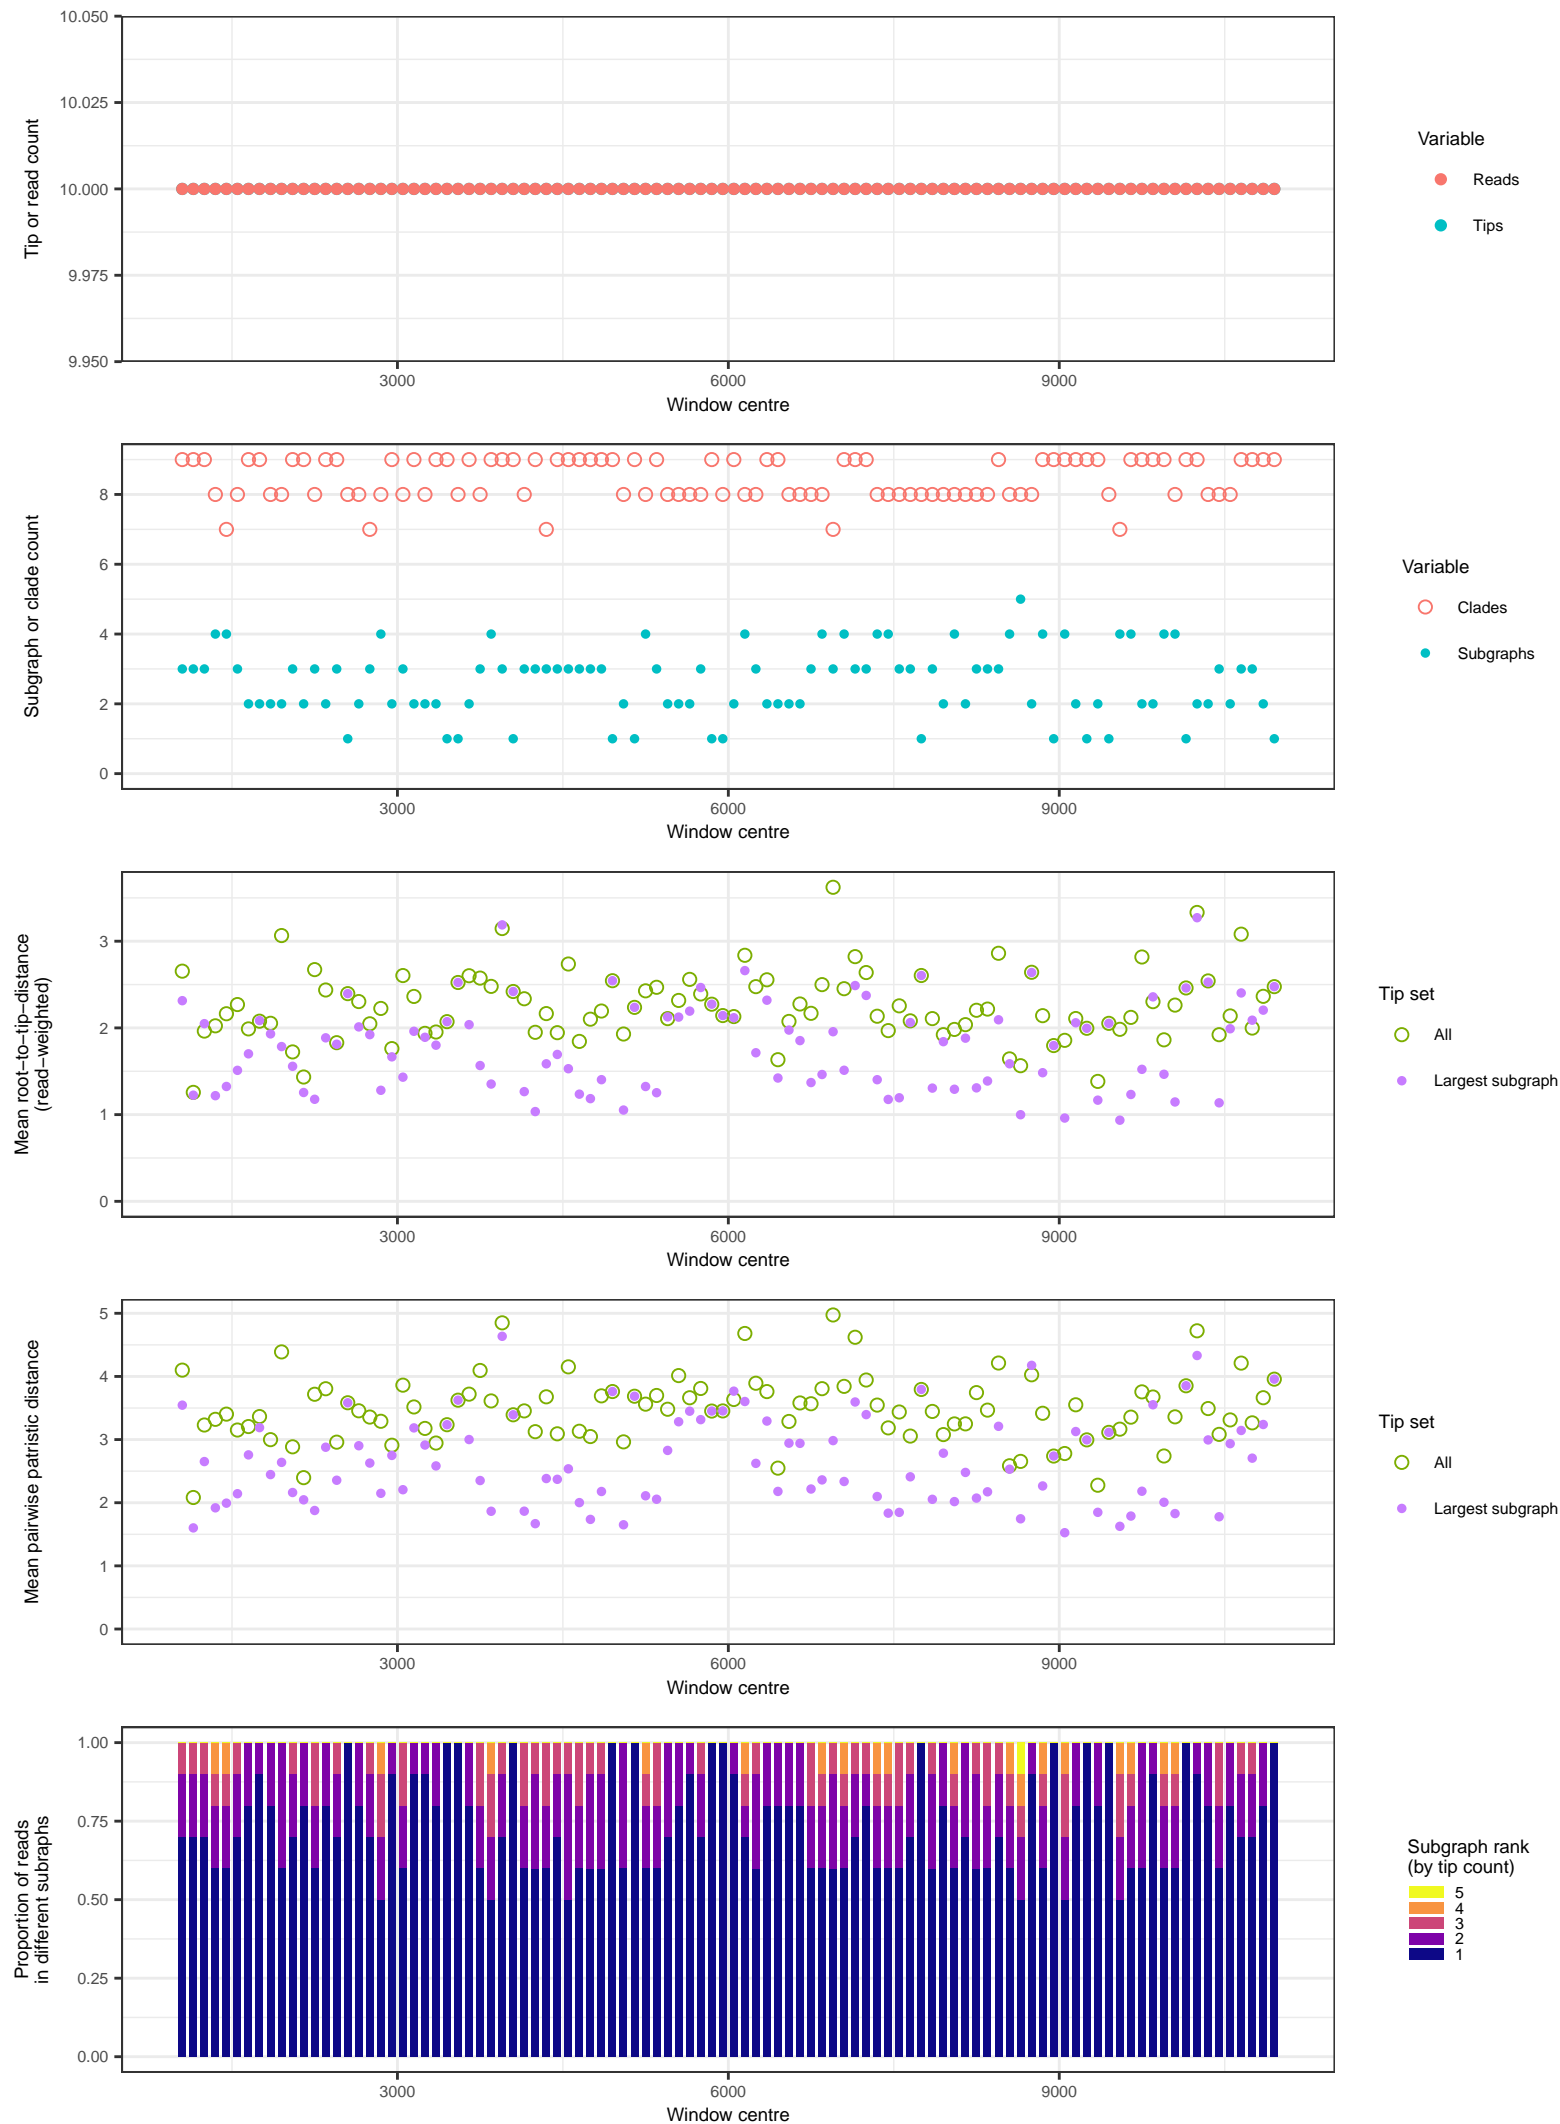 10.050
10.025
10.000
9.975
9.950
Tip or read count
3000
6000
9000
Window centre
Variable
Reads
Tips
8
6
4
2
0
Subgraph or clade count
3000
6000
9000
Window centre
Variable
Clades
Subgraphs
3
2
1
0
Mean root−to−tip−distance
(read−weighted)
3000
6000
9000
Window centre
Tip set
All
Largest subgraph
5
4
3
2
1
0
Mean pairwise patristic distance
3000
6000
9000
Window centre
Tip set
All
Largest subgraph
1.00
0.75
0.50
0.25
0.00
Proportion of reads
in different subraphs
3000
6000
9000
Window centre
Subgraph rank
(by tip count)
5
4
3
2
1